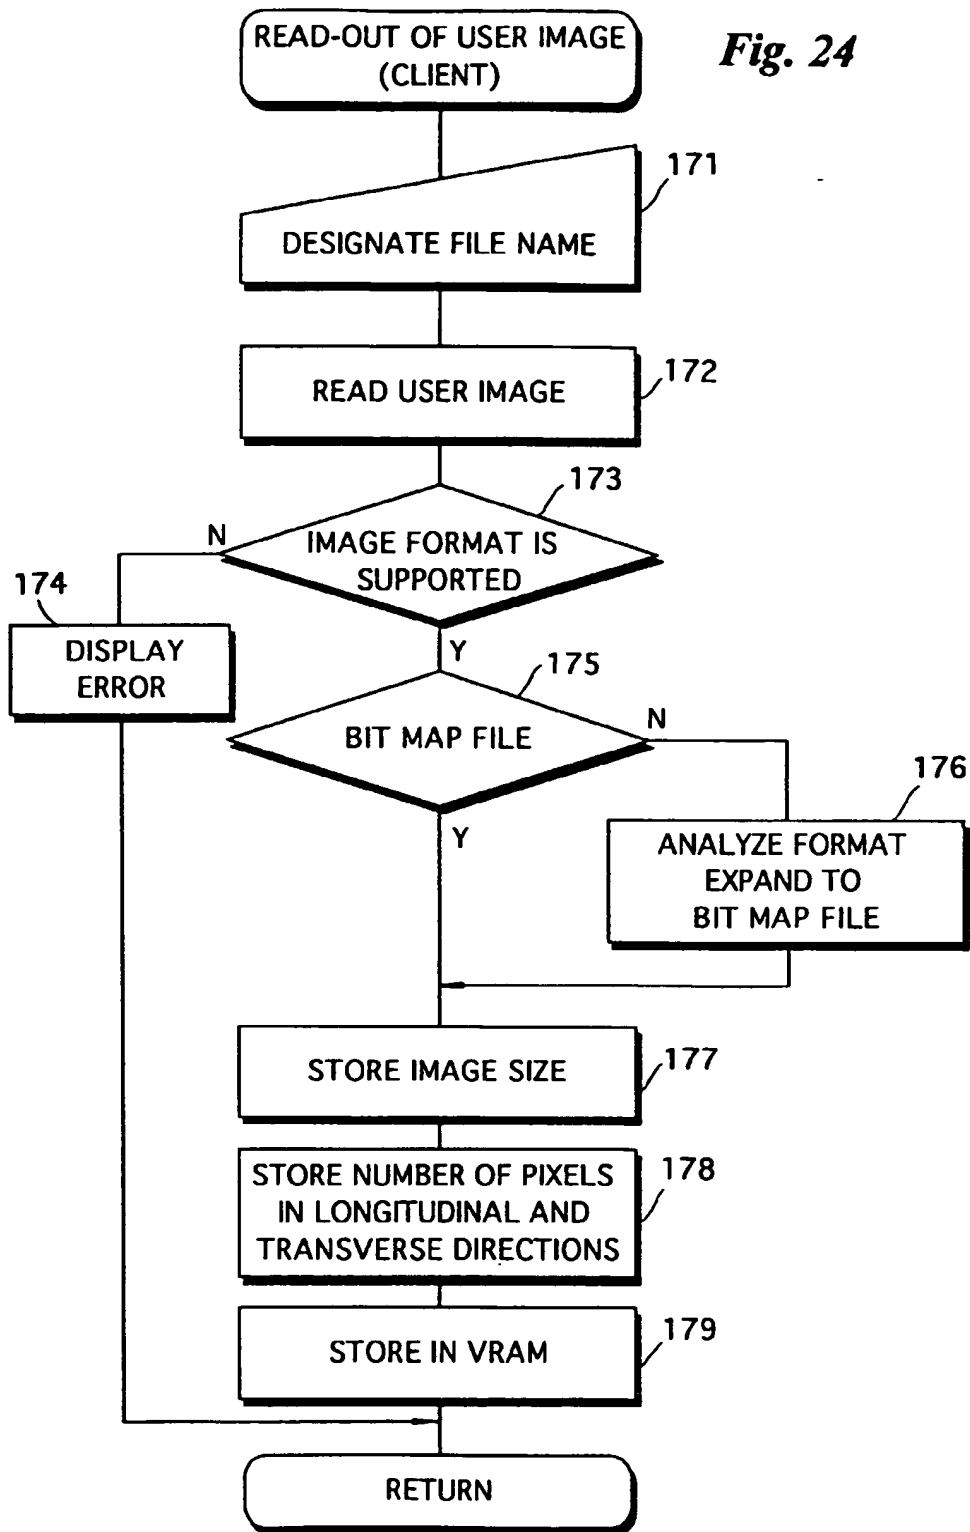 READ-OUT OF USER IMAGE
(CLIENT)
Fig. 24
171
DESIGNATE FILE NAME
READ USER IMAGE
172
173
N
IMAGE FORMAT IS
SUPPORTED
174
DISPLAY
ERROR
Y
175
BIT MAP FILE
N
Y
176
ANALYZE FORMAT
EXPAND TO
BIT MAP FILE
STORE IMAGE SIZE
177
STORE NUMBER OF PIXELS
IN LONGITUDINAL AND
TRANSVERSE DIRECTIONS
178
STORE IN VRAM
179
RETURN